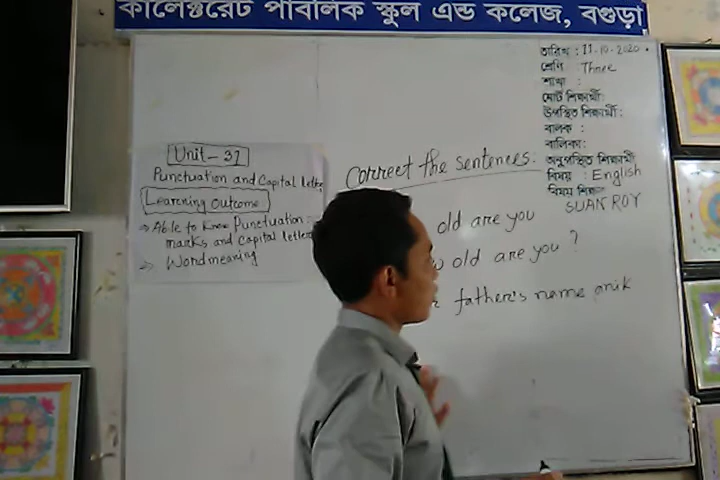 কালেক্টরেট পাবলিক স্কুল এন্ড কলেজ, বগুড়া
তারিখ : 11.10.2020.
শ্রেণি : Three
শাখা :
মোট শিক্ষার্থী:
উপস্থিত শিক্ষার্থী:
বালক :
বালিকা:
অনুপস্থিত শিক্ষার্থী
বিষয় : English
বিষয় শিক্ষক
SUAN ROY
Unit- 31
Punctuation and Capital letter
Learning Outcome
→ Able to know Punctuation
marks and capital letter
→ Word meaning
Correct the sentences:
old are you
old are you ?
father's name anik